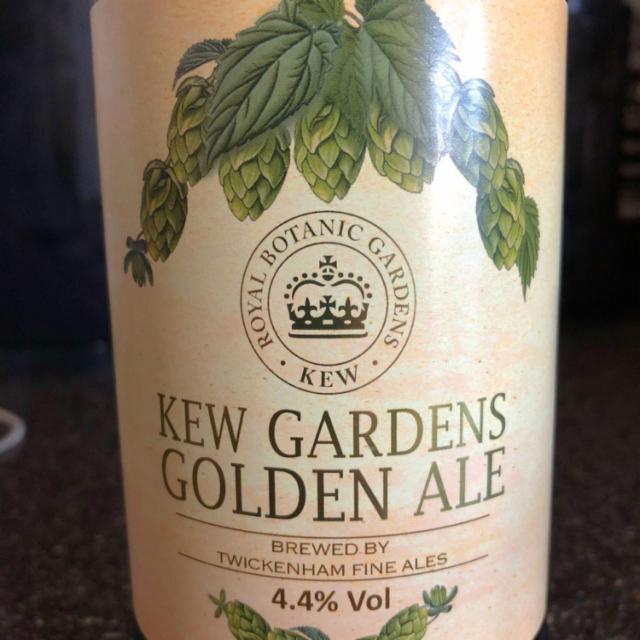 ROYAL BOTANIC GARDENS
• KEW •
KEW GARDENS
GOLDEN ALE
BREWED BY
TWICKENHAM FINE ALES
4.4% Vol